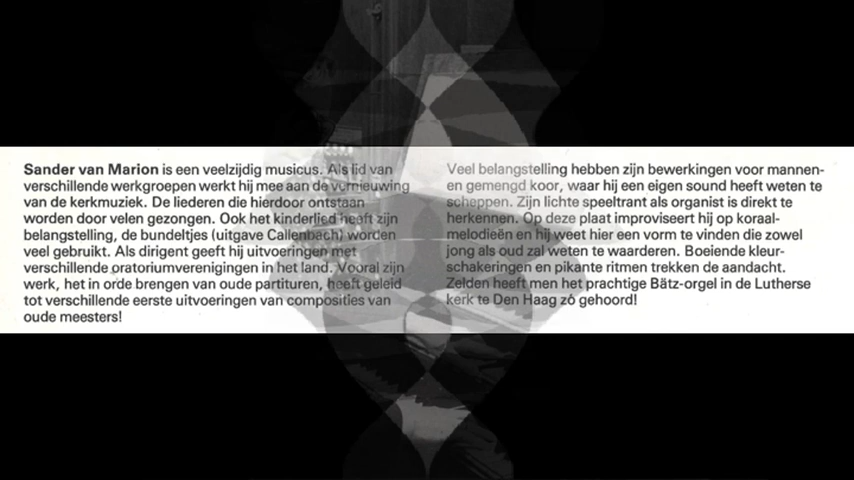 Sander van Marion is een veelzijdig musicus. Als lid van
verschillende werkgroepen werkt hij mee aan de vernieuwing
van de kerkmuziek. De liederen die hierdoor ontstaan
worden door velen gezongen. Ook het kinderlied heeft zijn
belangstelling, de bundeltjes (uitgave Callenbach) worden
veel gebruikt. Als dirigent geeft hij uitvoeringen met
verschillende oratoriumverenigingen in het land. Vooral zijn
werk, het in orde brengen van oude partituren, heeft geleid
tot verschillende eerste uitvoeringen van composities van
oude meesters!
Veel belangstelling hebben zijn bewerkingen voor mannen-
en gemengd koor, waar hij een eigen sound heeft weten te
scheppen. Zijn lichte speeltrant als organist is direkt te
herkennen. Op deze plaat improviseert hij op koraal-
melodieën en hij weet hier een vorm te vinden die zowel
jong als oud zal weten te waarderen. Boeiende kleur-
schakeringen en pikante ritmen trekken de aandacht.
Zelden heeft men het prachtige Bätz-orgel in de Lutherse
kerk te Den Haag zó gehoord!